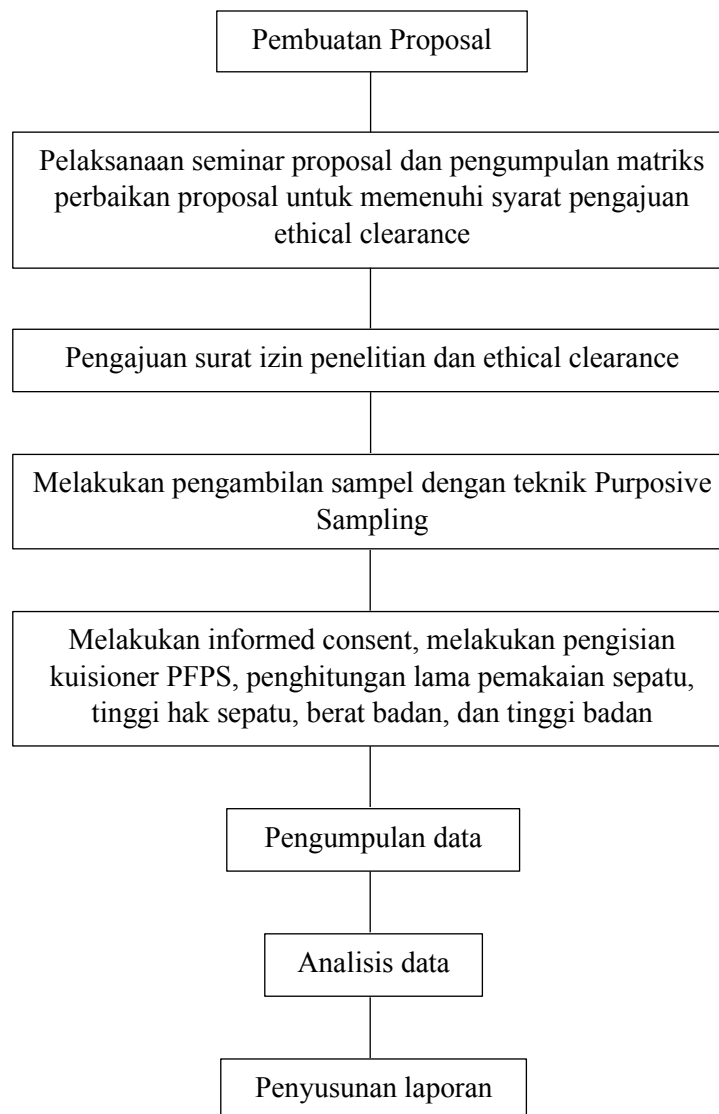 Pembuatan Proposal
Pelaksanaan seminar proposal dan pengumpulan matriks
perbaikan proposal untuk memenuhi syarat pengajuan
ethical clearance
Pengajuan surat izin penelitian dan ethical clearance
Melakukan pengambilan sampel dengan teknik Purposive
Sampling
Melakukan informed consent, melakukan pengisian
kuisioner PFPS, penghitungan lama pemakaian sepatu,
tinggi hak sepatu, berat badan, dan tinggi badan
Pengumpulan data
Analisis data
Penyusunan laporan